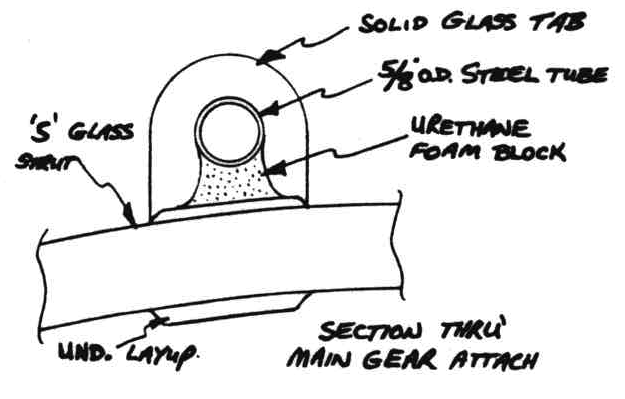 SOLID GLASS TAB
5/8" O.D. STEEL TUBE
'S' GLASS
STRUT
URETHANE
FOAM BLOCK
UND. LAYUP.
SECTION THRU'
MAIN GEAR ATTACH